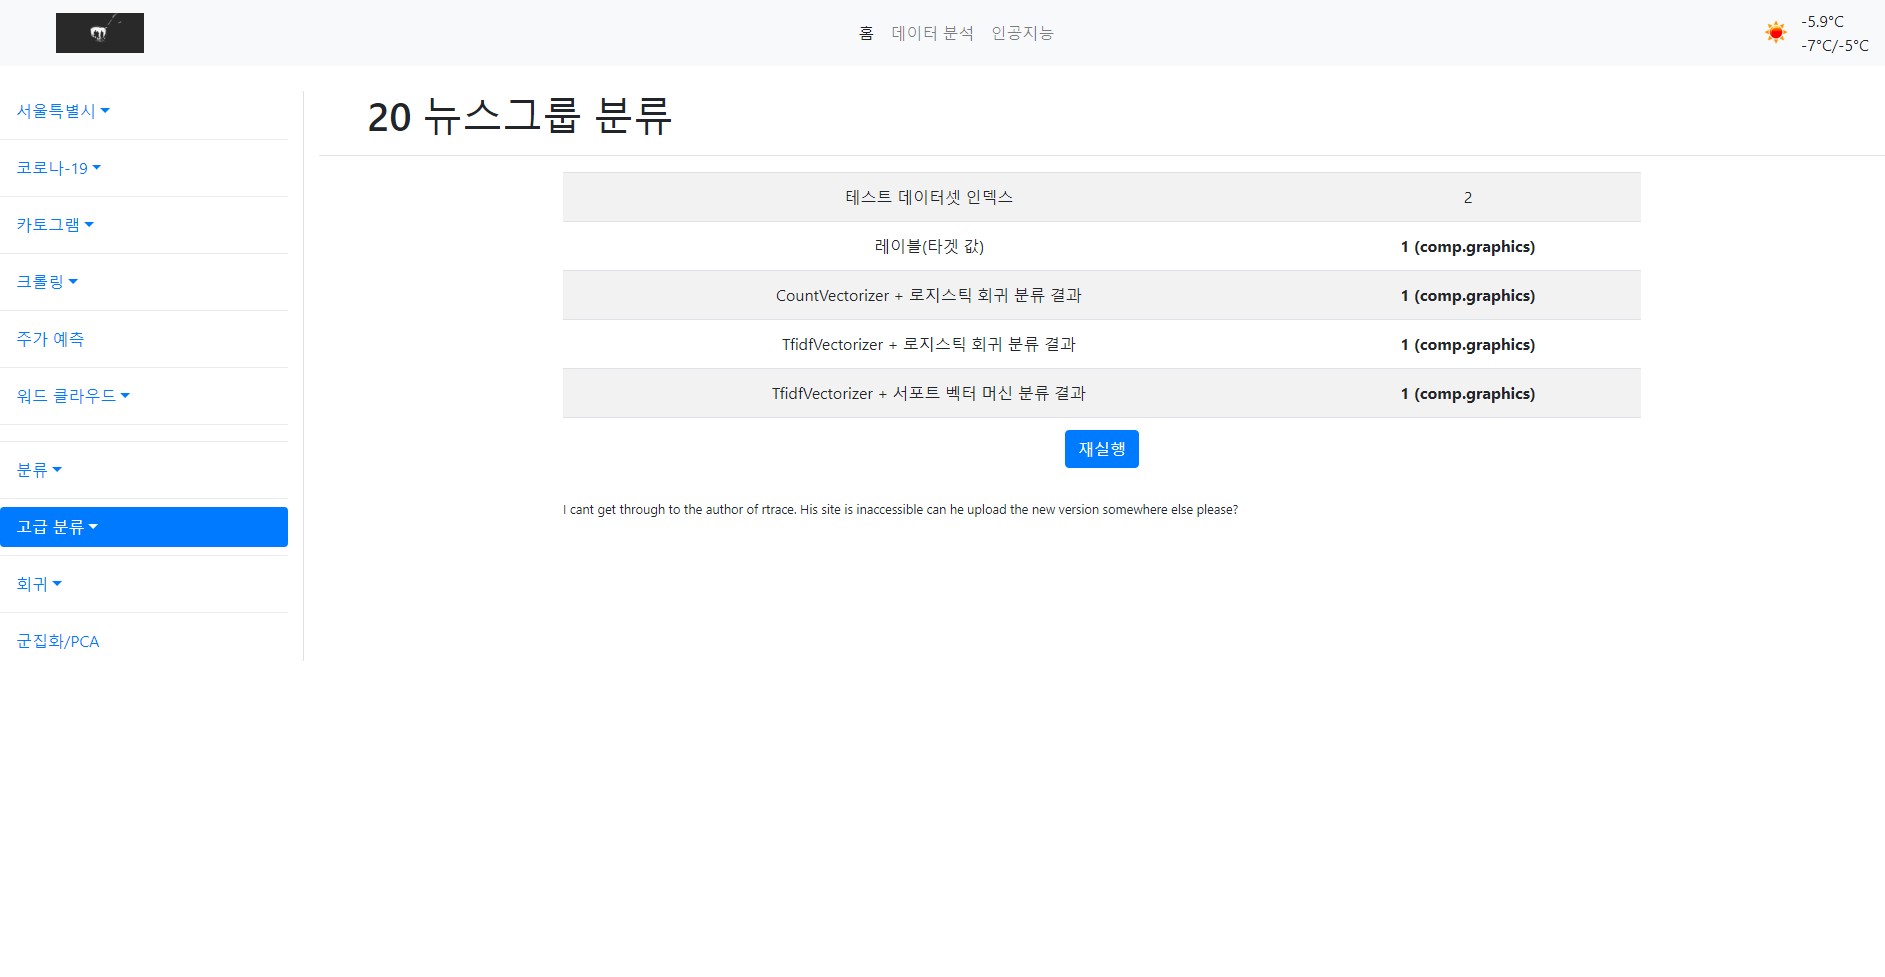 홈 데이터 분석 인공지능
-5.9°C
-7°C/-5°C
서울특별시
코로나-19
카토그램
크롤링
주가 예측
워드 클라우드
분류
고급 분류
회귀
군집화/PCA
20 뉴스그룹 분류
테스트 데이터셋 인덱스 2
레이블(타겟 값) 1 (comp.graphics)
CountVectorizer + 로지스틱 회귀 분류 결과 1 (comp.graphics)
TfidfVectorizer + 로지스틱 회귀 분류 결과 1 (comp.graphics)
TfidfVectorizer + 서포트 벡터 머신 분류 결과 1 (comp.graphics)
재실행
I cant get through to the author of rtrace. His site is inaccessible can he upload the new version somewhere else please?